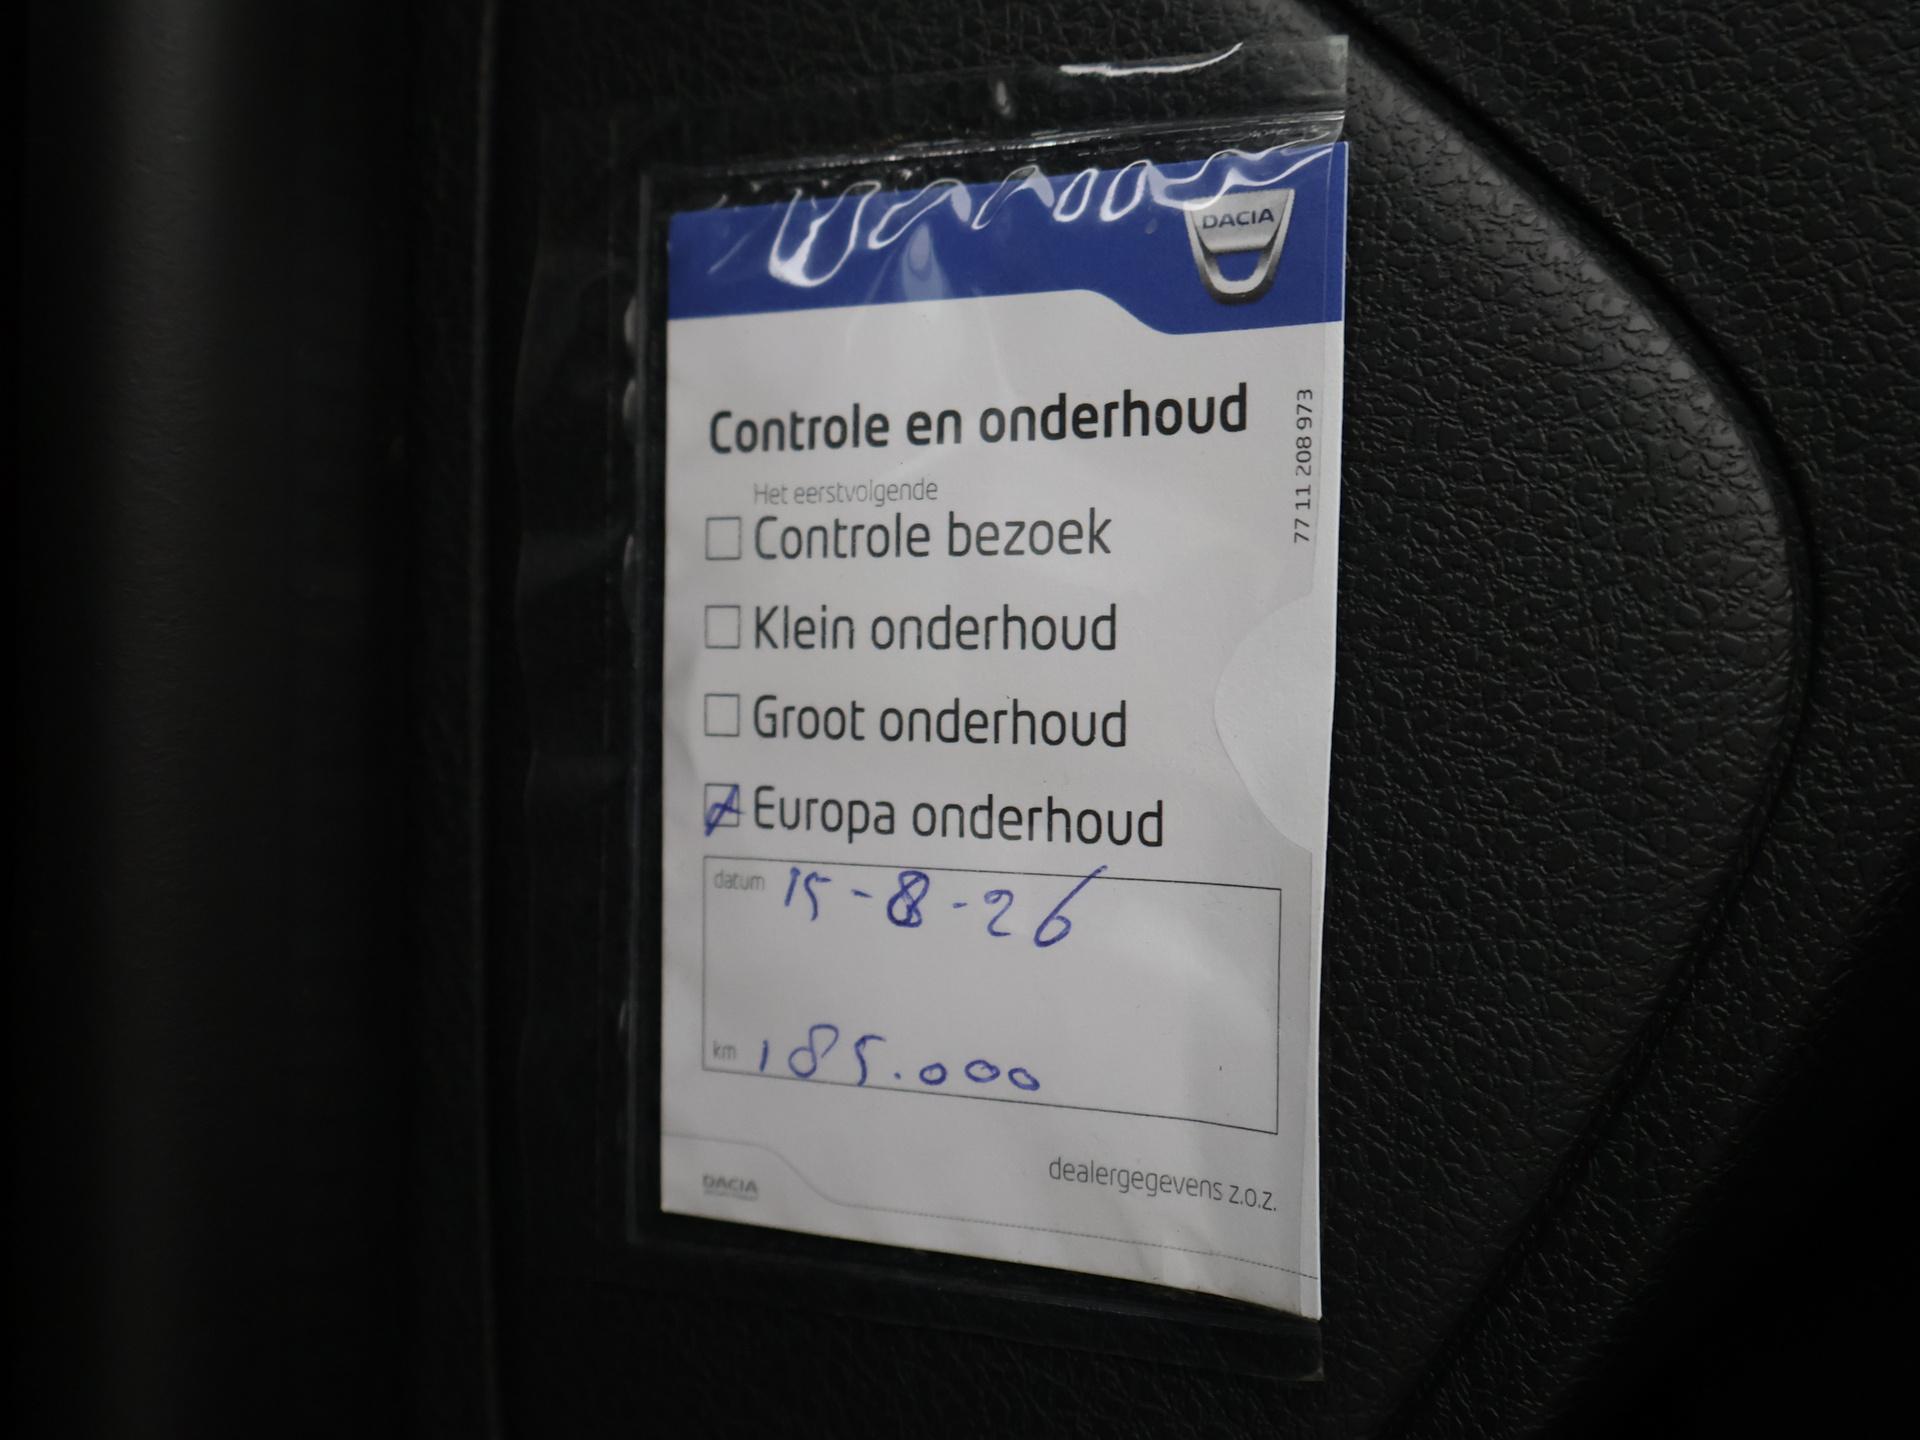 DACIA
Controle en onderhoud
77 11 208 973
Het eerstvolgende
Controle bezoek
Klein onderhoud
Groot onderhoud
Europa onderhoud
datum 15-8-26
km 185.000
dealergegevens z.o.z.
DACIA